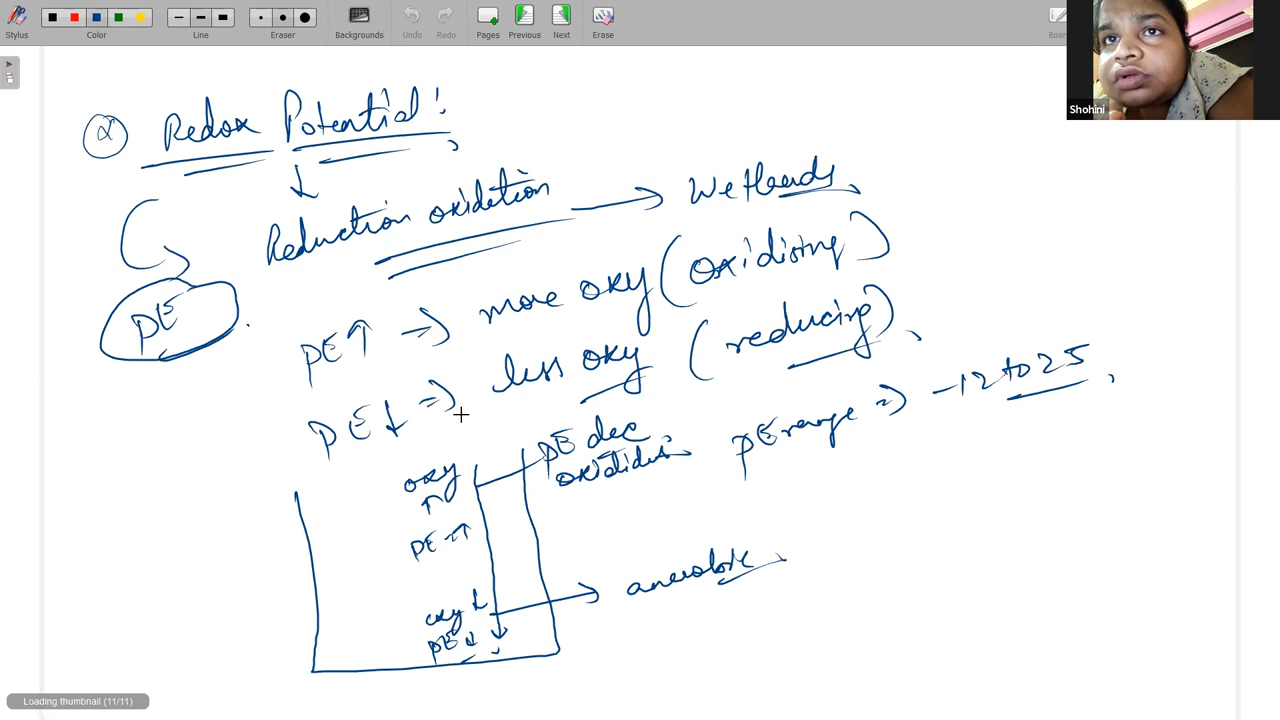 Stylus
Color
Line
Eraser
Backgrounds
Undo
Redo
Pages
Previous
Next
Erase
Boar
Shohini
2 Redox Potential!
Reduction oxidation → Wetlands
PE
PE↑ ⇒ more oxy (oxidising)
PE↓ ⇒ less oxy (reducing)
PE range ⇒ -12 to 25
oxy ↑
PE ↑
PE dec
oxy ↓
PE ↓
→
Loading thumbnail (11/11)